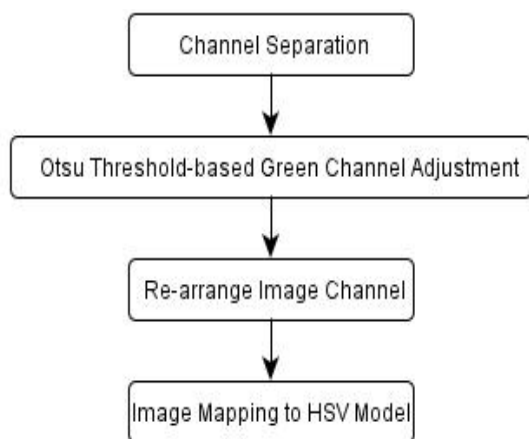 Channel Separation
Otsu Threshold-based Green Channel Adjustment
Re-arrange Image Channel
Image Mapping to HSV Model